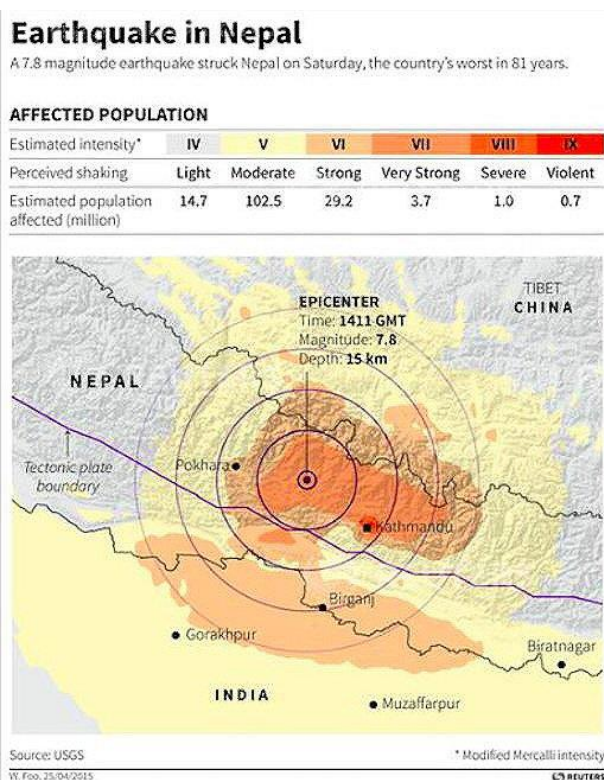 Earthquake in Nepal
A 7.8 magnitude earthquake struck Nepal on Saturday, the country's worst in 81 years.
AFFECTED POPULATION
Estimated intensity* IV V VI VII VIII IX
Perceived shaking Light Moderate Strong Very Strong Severe Violent
Estimated population 14.7 102.5 29.2 3.7 1.0 0.7
affected (million)
TIBET
CHINA
EPICENTER
Time: 1411 GMT
Magnitude: 7.8
Depth: 15 km
NEPAL
Tectonic plate
boundary
Pokhara
Kathmandu
Birganj
Gorakhpur
Biratnagar
INDIA
Muzaffarpur
Source: USGS * Modified Mercalli intensity
W. Foo, 25/04/2015 REUTERS